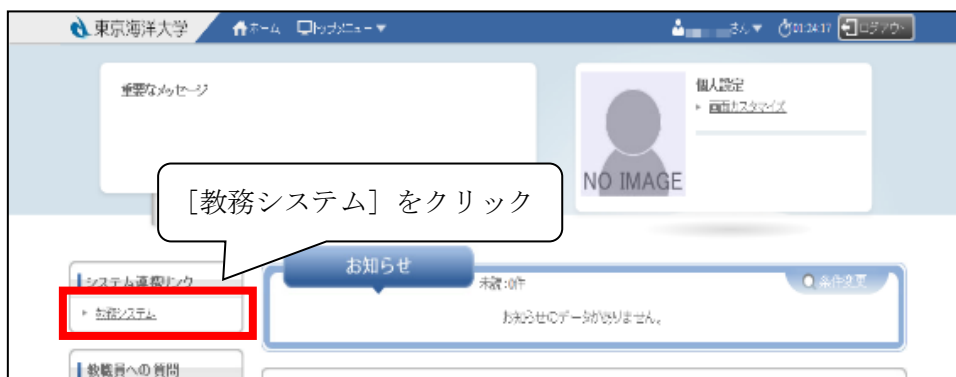 東京海洋大学 ホーム トップメニュー▼ さん▼ 01:24:17 ログアウト
重要なメッセージ
個人設定
画面カスタマイズ
NO IMAGE
［教務システム］をクリック
システム連携リンク
教務システム
お知らせ
未読:0件
条件変更
お知らせのデータがありません。
教職員への質問